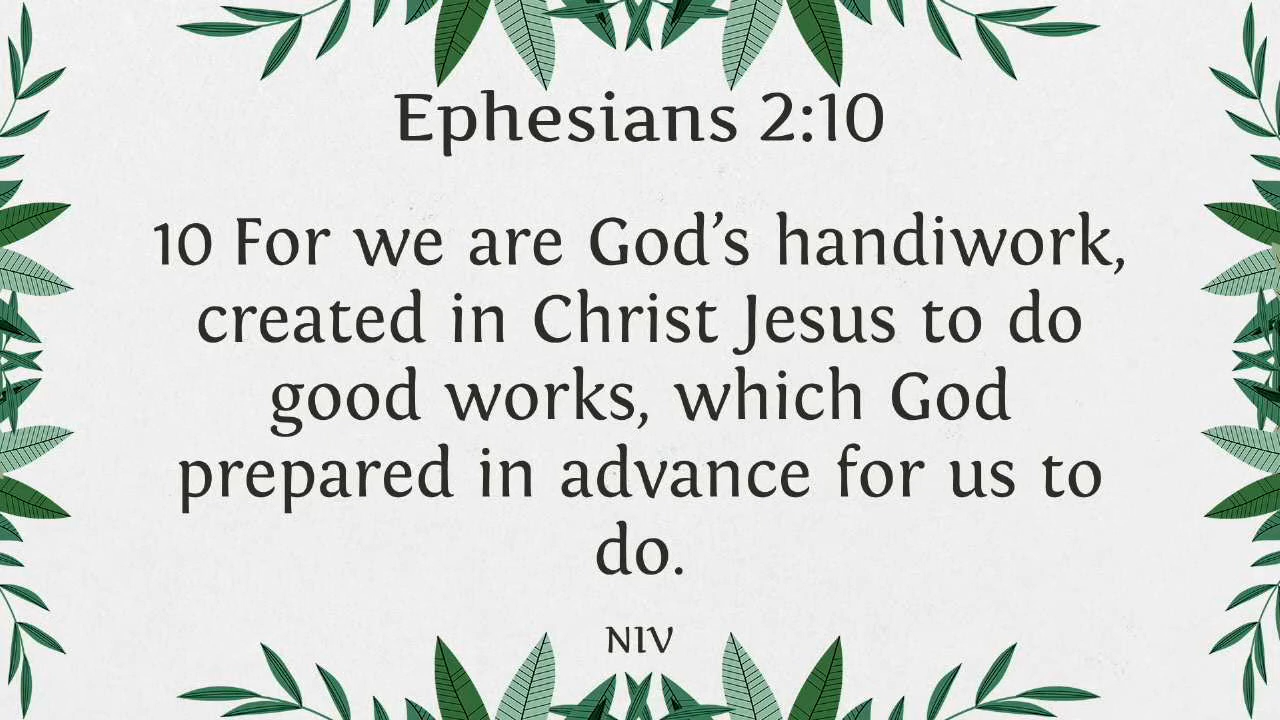 Ephesians 2:10
10 For we are God’s handiwork,
created in Christ Jesus to do
good works, which God
prepared in advance for us to
do.
NIV